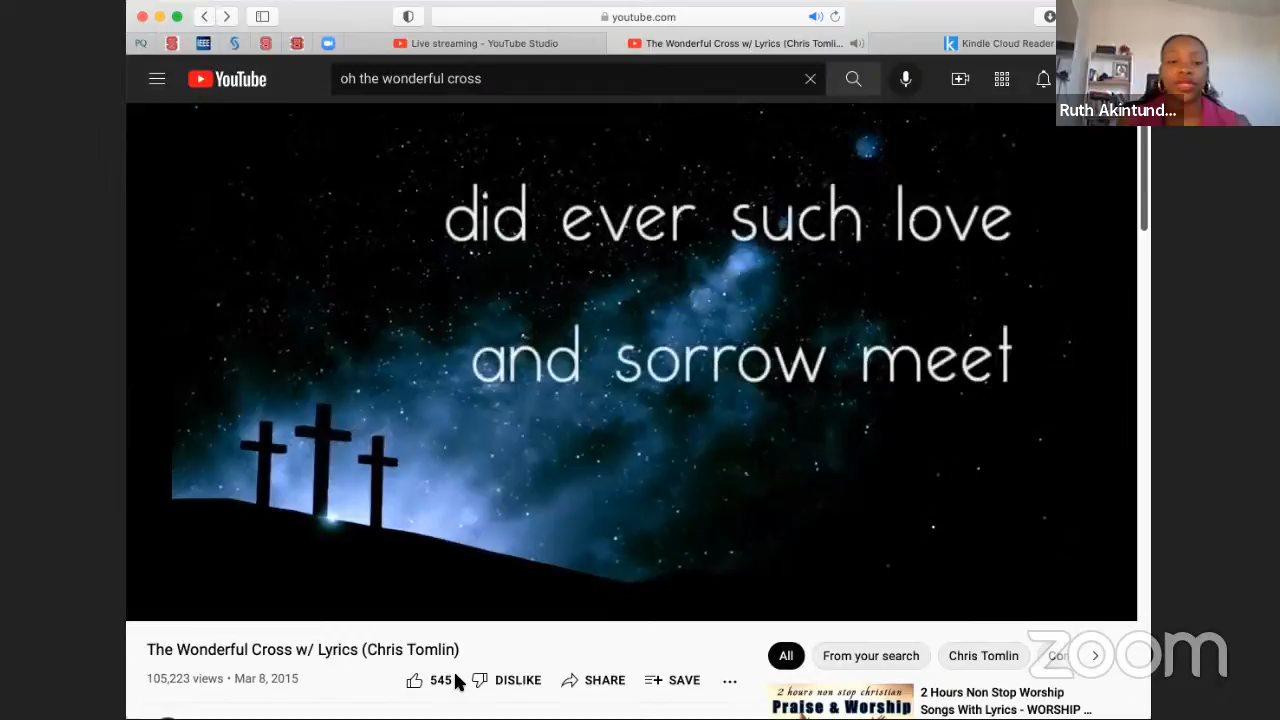 youtube.com
Live streaming - YouTube Studio
The Wonderful Cross w/ Lyrics (Chris Tomli...
Kindle Cloud Reader
PQ
IEEE
YouTube
oh the wonderful cross
Ruth Akintund...
did ever such love
and sorrow meet
The Wonderful Cross w/ Lyrics (Chris Tomlin)
105,223 views • Mar 8, 2015
545
DISLIKE
SHARE
SAVE
All
From your search
Chris Tomlin
zoom
2 hours non stop christian
Praise & Worship
2 Hours Non Stop Worship
Songs With Lyrics - WORSHIP ...